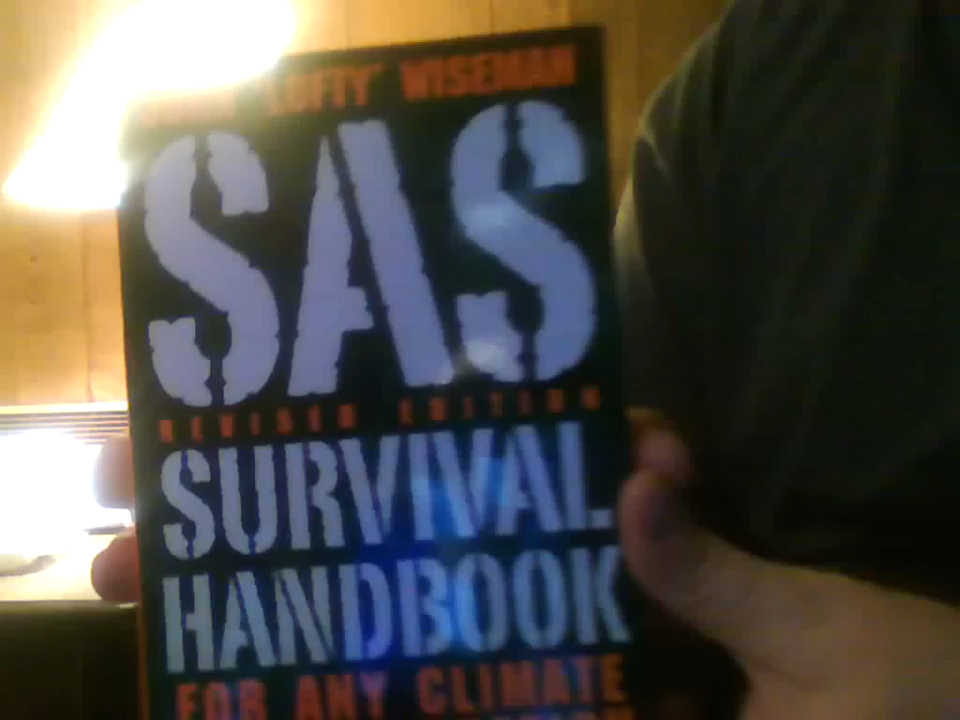 'LOFTY' WISEMAN
SAS
REVISED EDITION
SURVIVAL
HANDBOOK
FOR ANY CLIMATE